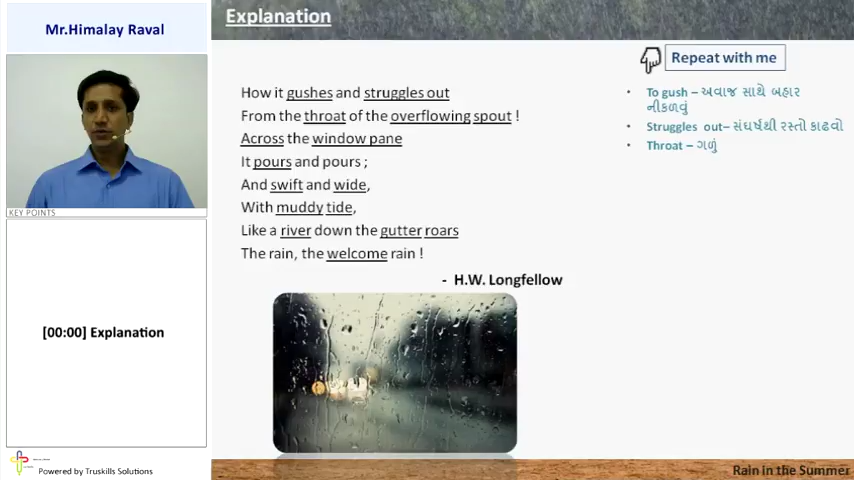 Mr.Himalay Raval
KEY POINTS
[00:00] Explanation
Powered by Truskills Solutions
Explanation
How it gushes and struggles out
From the throat of the overflowing spout !
Across the window pane
It pours and pours ;
And swift and wide,
With muddy tide,
Like a river down the gutter roars
The rain, the welcome rain !
- H.W. Longfellow
Repeat with me
• To gush – અવાજ સાથે બહાર
નીકળવું
• Struggles out– સંઘર્ષથી રસ્તો કાઢવો
• Throat – ગળું
Rain in the Summer